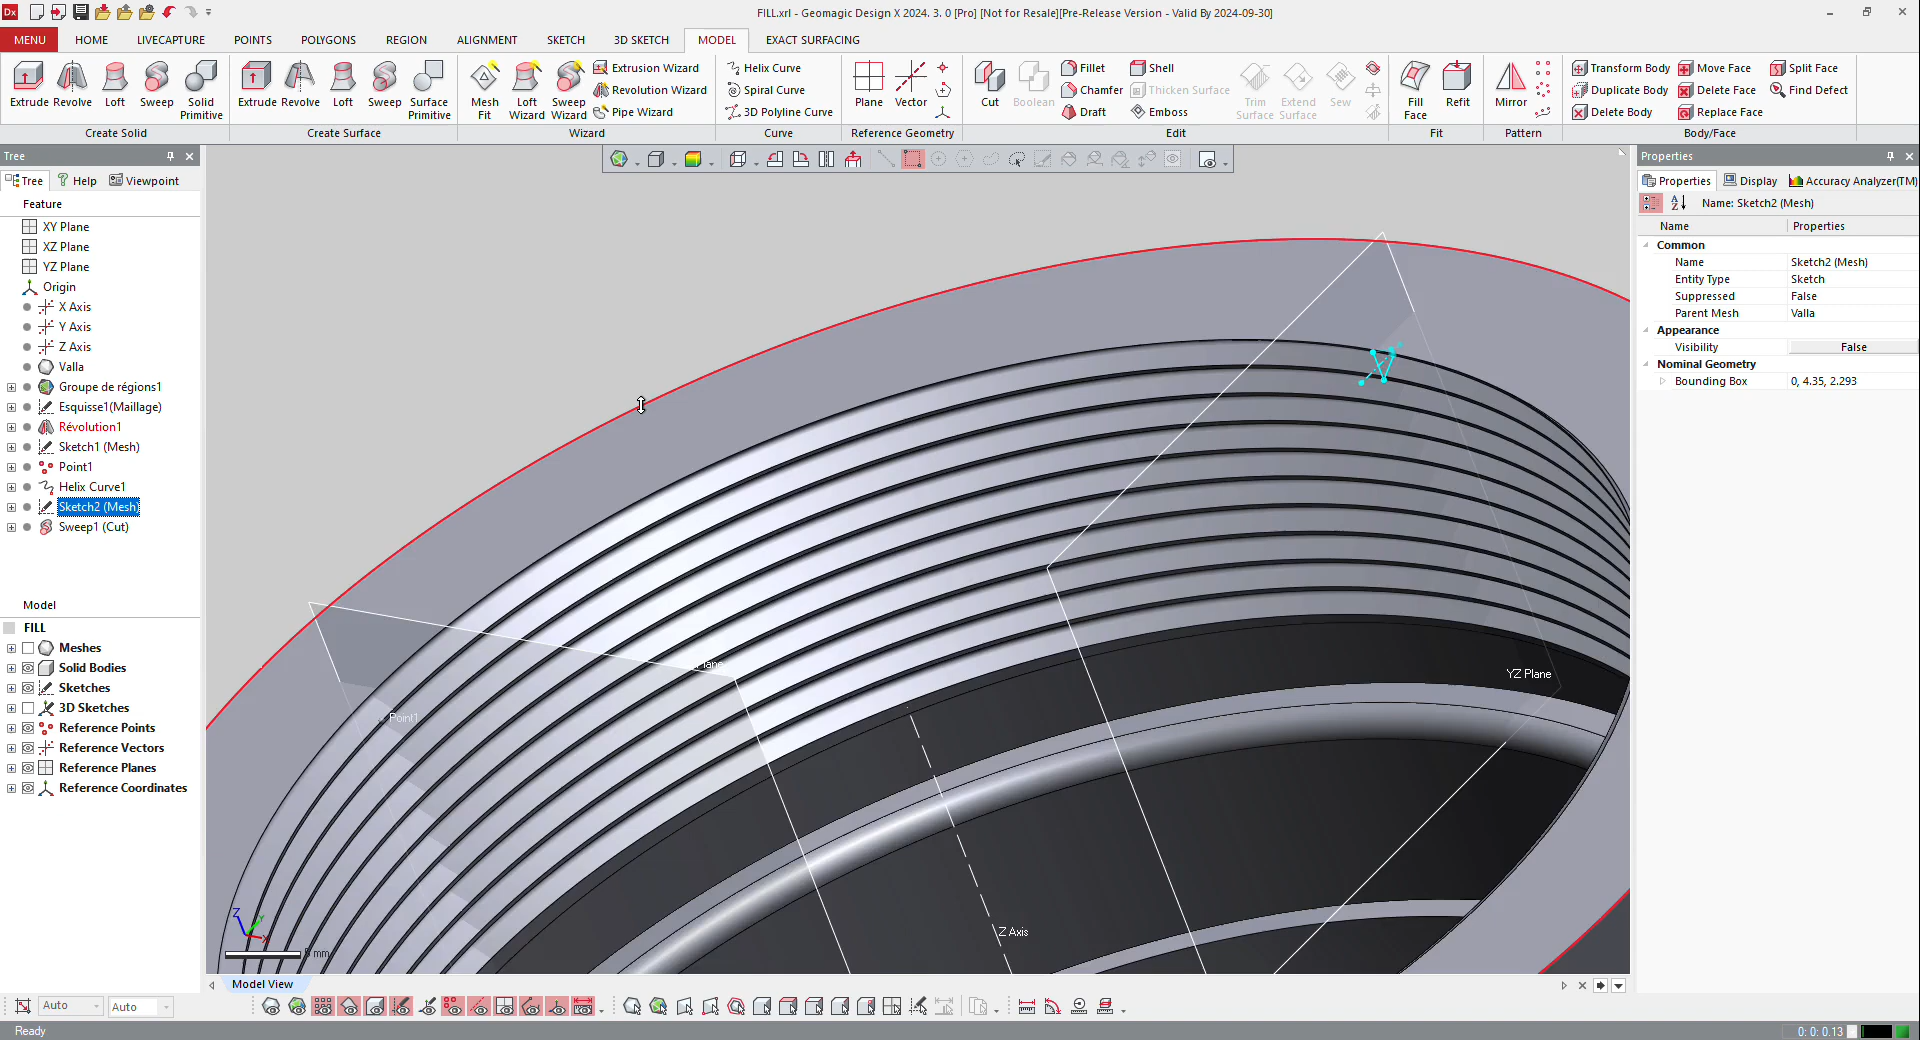 Dx
FILL.xrl - Geomagic Design X 2024. 3. 0 [Pro] [Not for Resale][Pre-Release Version - Valid By 2024-09-30]
MENU HOME LIVECAPTURE POINTS POLYGONS REGION ALIGNMENT SKETCH 3D SKETCH MODEL EXACT SURFACING
Extrude Revolve Loft Sweep Solid Primitive
Create Solid
Extrude Revolve Loft Sweep Surface Primitive
Create Surface
Mesh Fit Loft Wizard Sweep Wizard
Extrusion Wizard
Revolution Wizard
Pipe Wizard
Wizard
Helix Curve
Spiral Curve
3D Polyline Curve
Curve
Plane Vector
Reference Geometry
Cut Boolean
Fillet
Chamfer
Draft
Shell
Thicken Surface
Emboss
Trim Surface Extend Surface Sew
Edit
Fill Face Refit
Fit
Mirror
Pattern
Transform Body
Duplicate Body
Delete Body
Move Face
Delete Face
Replace Face
Split Face
Find Defect
Body/Face
Tree
Tree Help Viewpoint
Feature
XY Plane
XZ Plane
YZ Plane
Origin
X Axis
Y Axis
Z Axis
Valla
Groupe de régions1
Esquisse1(Maillage)
Révolution1
Sketch1 (Mesh)
Point1
Helix Curve1
Sketch2 (Mesh)
Sweep1 (Cut)
Model
FILL
Meshes
Solid Bodies
Sketches
3D Sketches
Reference Points
Reference Vectors
Reference Planes
Reference Coordinates
Point1
YZ Plane
Z Axis
Z
Y
X
mm
Model View
Properties
Properties Display Accuracy Analyzer(TM)
Name: Sketch2 (Mesh)
Name Properties
Common
Name Sketch2 (Mesh)
Entity Type Sketch
Suppressed False
Parent Mesh Valla
Appearance
Visibility False
Nominal Geometry
Bounding Box 0, 4.35, 2.293
Auto Auto
Ready
0: 0: 0.13